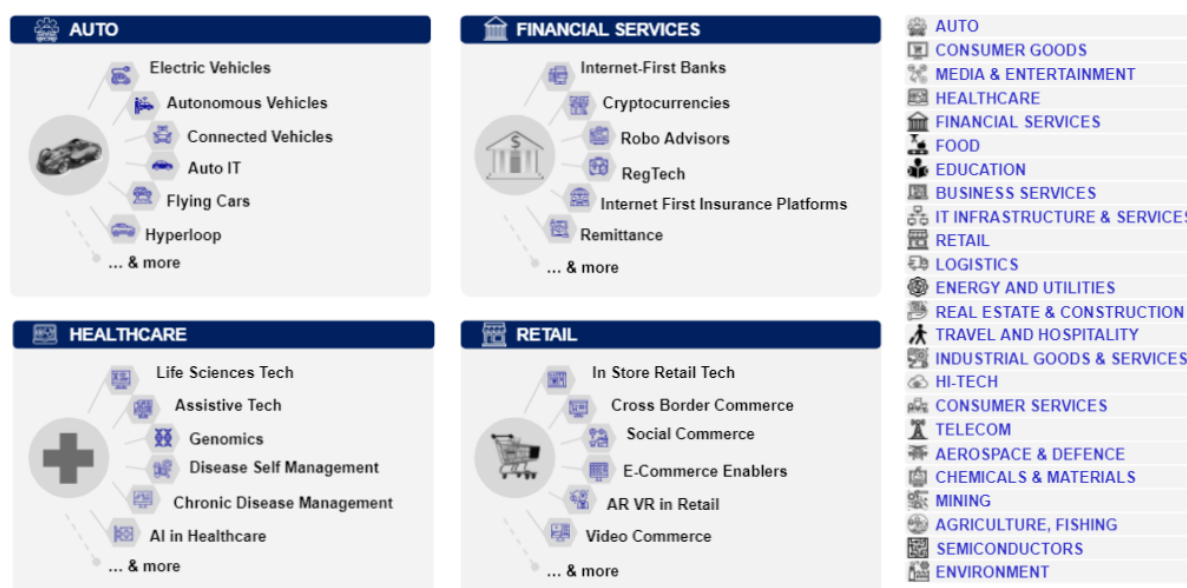 AUTO
Electric Vehicles
Autonomous Vehicles
Connected Vehicles
Auto IT
Flying Cars
Hyperloop
... & more
FINANCIAL SERVICES
Internet-First Banks
Cryptocurrencies
Robo Advisors
RegTech
Internet First Insurance Platforms
Remittance
... & more
HEALTHCARE
Life Sciences Tech
Assistive Tech
Genomics
Disease Self Management
Chronic Disease Management
AI in Healthcare
... & more
RETAIL
In Store Retail Tech
Cross Border Commerce
Social Commerce
E-Commerce Enablers
AR VR in Retail
Video Commerce
... & more
AUTO
CONSUMER GOODS
MEDIA & ENTERTAINMENT
HEALTHCARE
FINANCIAL SERVICES
FOOD
EDUCATION
BUSINESS SERVICES
IT INFRASTRUCTURE & SERVICES
RETAIL
LOGISTICS
ENERGY AND UTILITIES
REAL ESTATE & CONSTRUCTION
TRAVEL AND HOSPITALITY
INDUSTRIAL GOODS & SERVICES
HI-TECH
CONSUMER SERVICES
TELECOM
AEROSPACE & DEFENCE
CHEMICALS & MATERIALS
MINING
AGRICULTURE, FISHING
SEMICONDUCTORS
ENVIRONMENT